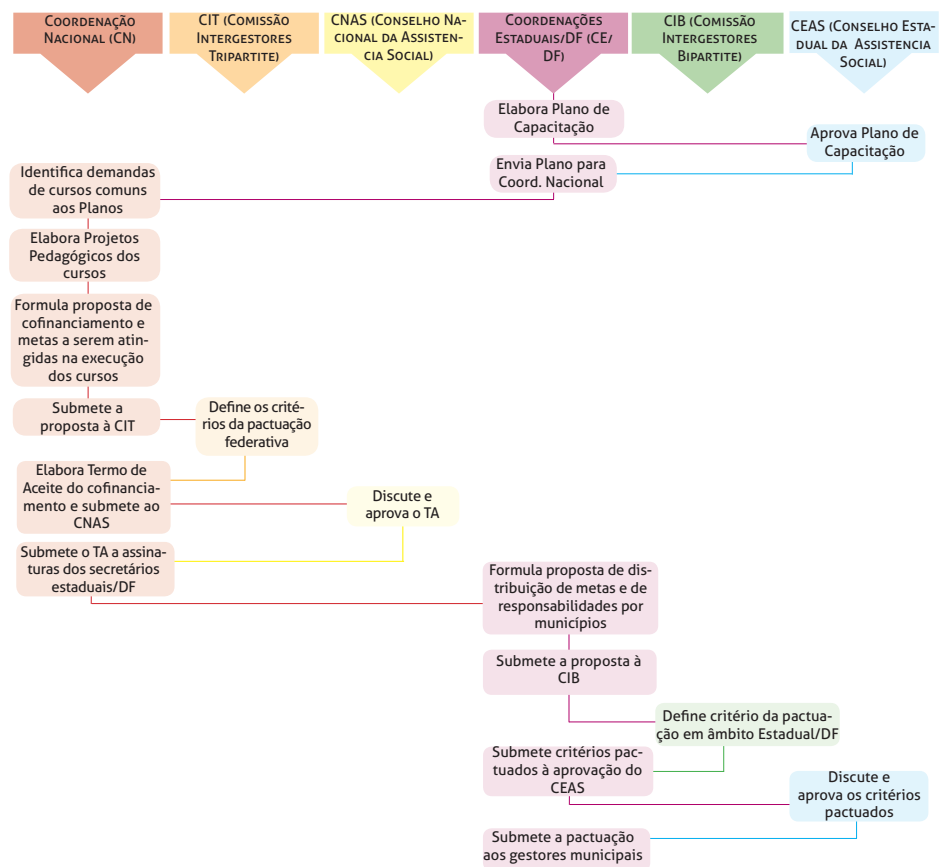 COORDENAÇÃO
NACIONAL (CN)
CIT (COMISSÃO
INTERGESTORES
TRIPARTITE)
CNAS (CONSELHO NA-
CIONAL DA ASSISTEN-
CIA SOCIAL)
COORDENAÇÕES
ESTADUAIS/DF (CE/
DF)
CIB (COMISSÃO
INTERGESTORES
BIPARTITE)
CEAS (CONSELHO ESTA-
DUAL DA ASSISTENCIA
SOCIAL)
Elabora Plano de
Capacitação
Aprova Plano de
Capacitação
Envia Plano para
Coord. Nacional
Identifica demandas
de cursos comuns
aos Planos
Elabora Projetos
Pedagógicos dos
cursos
Formula proposta de
cofinanciamento e
metas a serem atin-
gidas na execução
dos cursos
Submete a
proposta à CIT
Define os crité-
rios da pactuação
federativa
Elabora Termo de
Aceite do cofinancia-
mento e submete ao
CNAS
Discute e
aprova o TA
Submete o TA a assina-
turas dos secretários
estaduais/DF
Formula proposta de dis-
tribuição de metas e de
responsabilidades por
municípios
Submete a proposta à
CIB
Define critério da pactua-
ção em âmbito Estadual/DF
Submete critérios pac-
tuados à aprovação do
CEAS
Discute e
aprova os critérios
pactuados
Submete a pactuação
aos gestores municipais